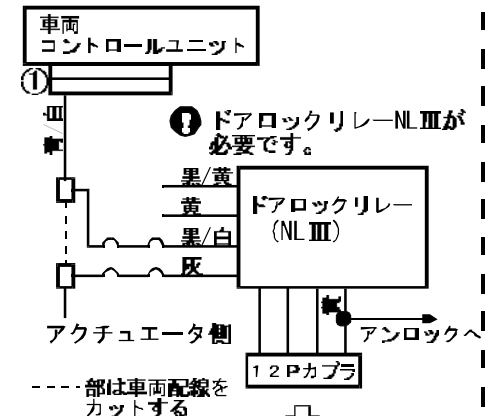 車両
コントロールユニット
①
ドアロックリレーNLⅢが
必要です。
黒/黄
黄
黒/白
灰
ドアロックリレー
(NLⅢ)
アクチュエータ側
アンロックへ
12Pカプラ
部は車両配線を
カットする